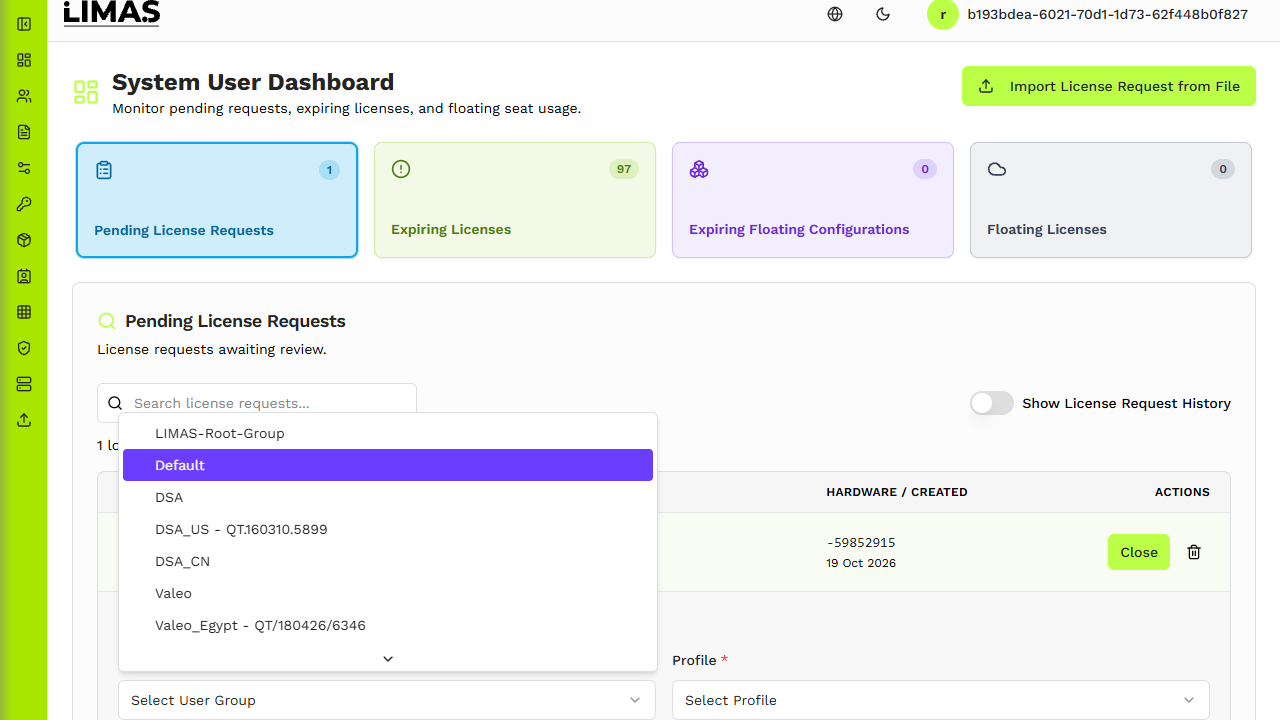 LIMAS
r
b193bdea-6021-70d1-1d73-62f448b0f827
System User Dashboard
Monitor pending requests, expiring licenses, and floating seat usage.
Import License Request from File
1
Pending License Requests
97
Expiring Licenses
0
Expiring Floating Configurations
0
Floating Licenses
Pending License Requests
License requests awaiting review.
Search license requests...
Show License Request History
LIMAS-Root-Group
Default
DSA
DSA_US - QT.160310.5899
DSA_CN
Valeo
Valeo_Egypt - QT/180426/6346
HARDWARE / CREATED
ACTIONS
-59852915
19 Oct 2026
Close
Profile *
Select User Group
Select Profile